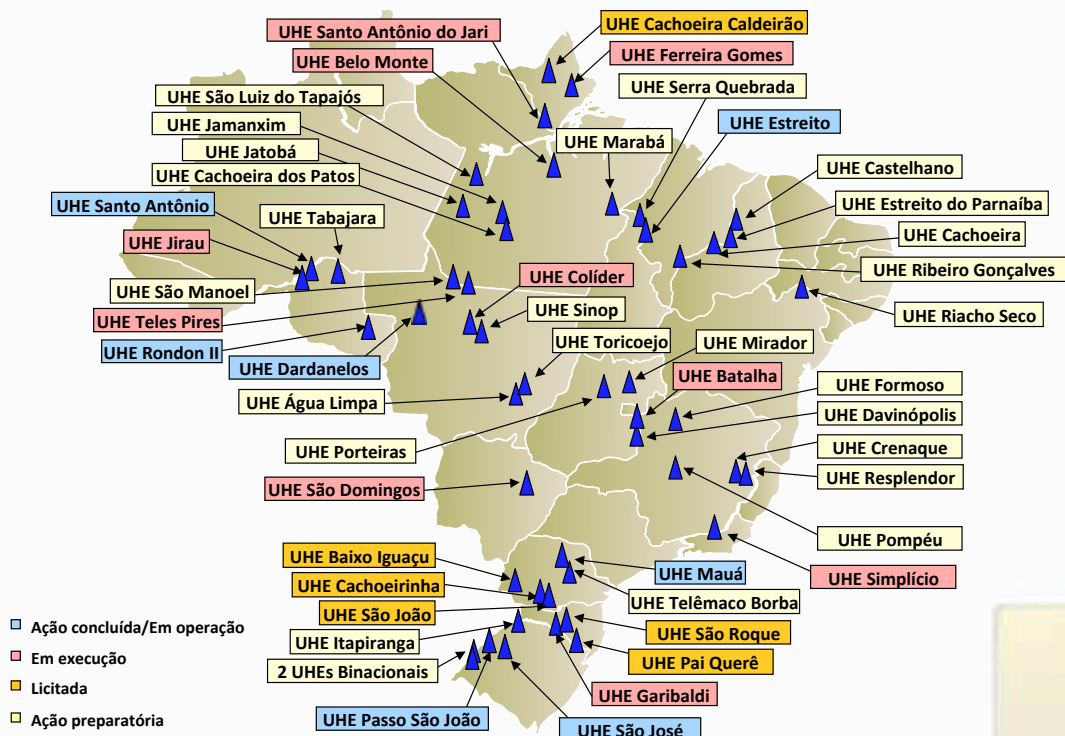 UHE Santo Antônio do Jari
UHE Cachoeira Caldeirão
UHE Belo Monte
UHE Ferreira Gomes
UHE São Luiz do Tapajós
UHE Serra Quebrada
UHE Jamanxim
UHE Estreito
UHE Marabá
UHE Jatobá
UHE Castelhano
UHE Cachoeira dos Patos
UHE Santo Antônio
UHE Estreito do Parnaíba
UHE Tabajara
UHE Cachoeira
UHE Jirau
UHE Ribeiro Gonçalves
UHE Colíder
UHE São Manoel
UHE Sinop
UHE Riacho Seco
UHE Teles Pires
UHE Toricoejo
UHE Mirador
UHE Rondon II
UHE Dardanelos
UHE Batalha
UHE Formoso
UHE Água Limpa
UHE Davinópolis
UHE Porteiras
UHE Crenaque
UHE Resplendor
UHE São Domingos
UHE Pompéu
UHE Baixo Iguaçu
UHE Mauá
UHE Simplício
UHE Cachoeirinha
UHE Telêmaco Borba
UHE São João
UHE São Roque
UHE Itapiranga
UHE Pai Querê
2 UHEs Binacionais
UHE Garibaldi
UHE Passo São João
UHE São José
Ação concluída/Em operação
Em execução
Licitada
Ação preparatória